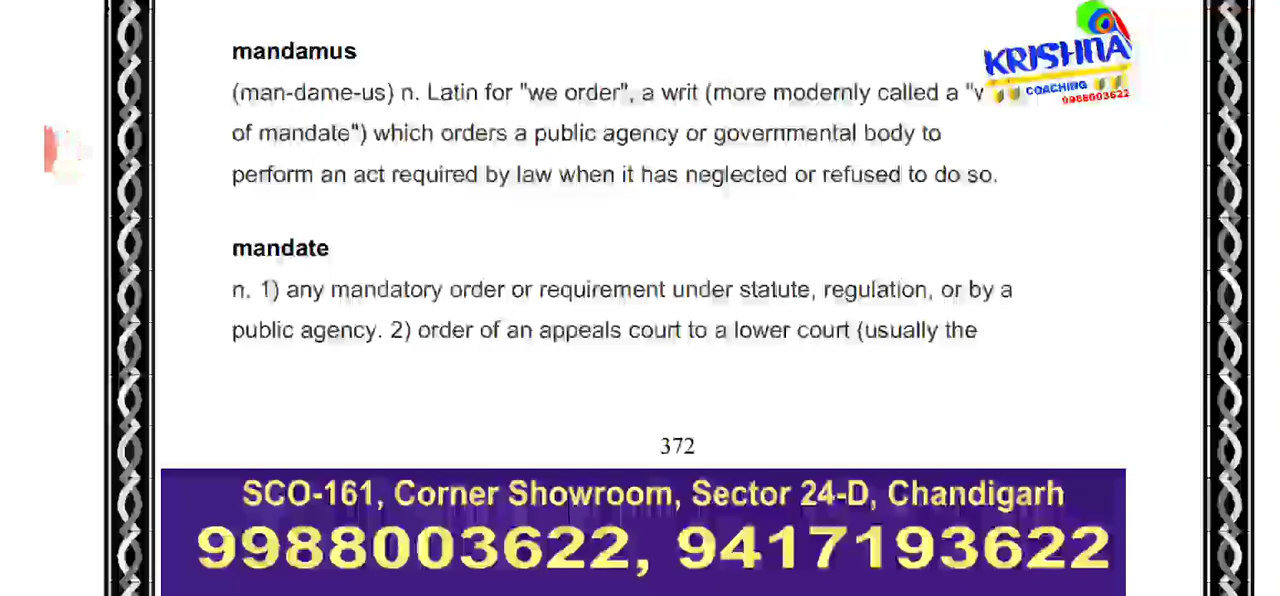 mandamus
(man-dame-us) n. Latin for "we order", a writ (more modernly called a "v
of mandate") which orders a public agency or governmental body to
perform an act required by law when it has neglected or refused to do so.
mandate
n. 1) any mandatory order or requirement under statute, regulation, or by a
public agency. 2) order of an appeals court to a lower court (usually the
372
KRISHNA
COACHING
9988003622
SCO-161, Corner Showroom, Sector 24-D, Chandigarh
9988003622, 9417193622